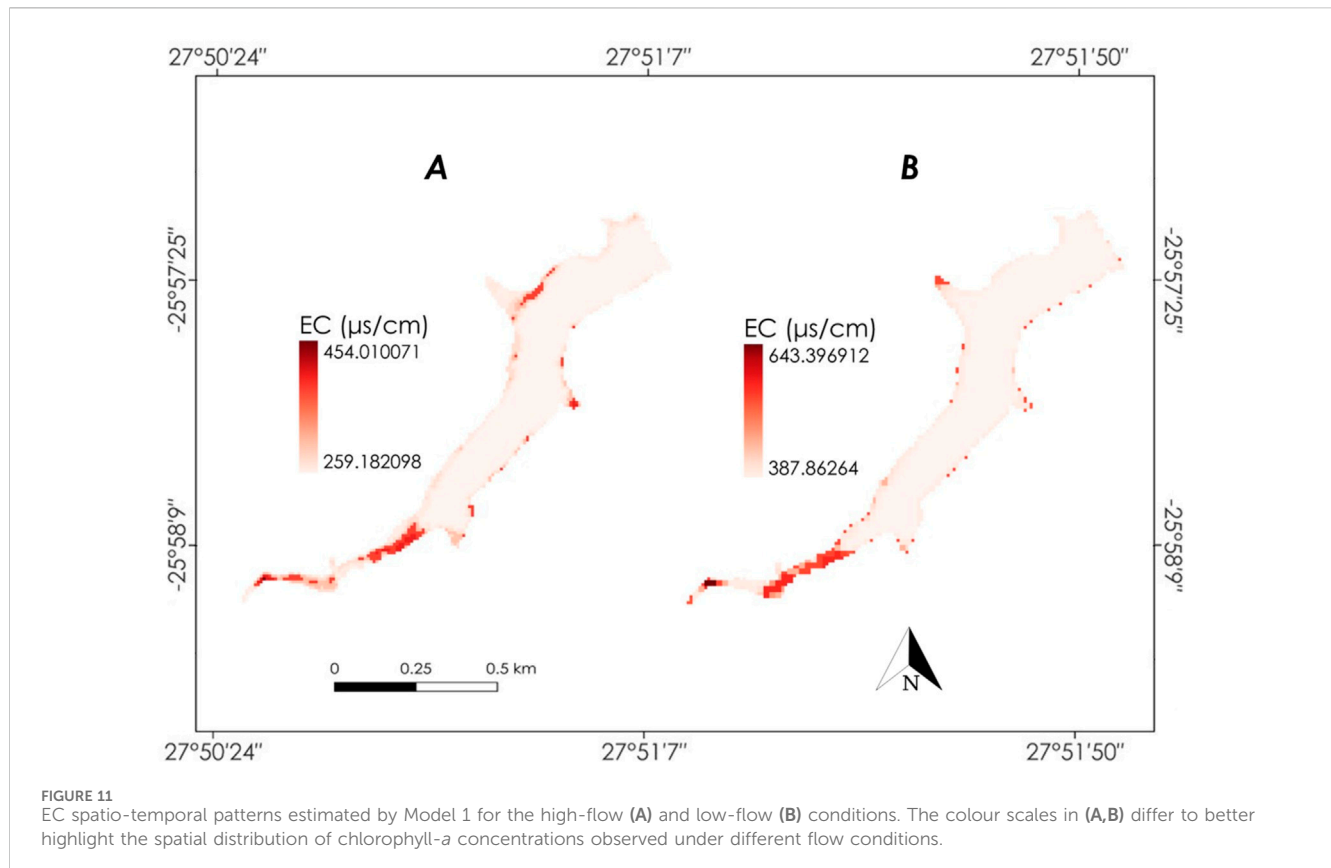 27°50'24"
27°51'7"
27°51'50"
A
B
-25°57'25"
-25°57'25"
EC (µs/cm)
454.010071
259.182098
EC (µs/cm)
643.396912
387.86264
-25°58'9"
-25°58'9"
0
0.25
0.5 km
N
27°50'24"
27°51'7"
27°51'50"
FIGURE 11
EC spatio-temporal patterns estimated by Model 1 for the high-flow (A) and low-flow (B) conditions. The colour scales in (A,B) differ to better
highlight the spatial distribution of chlorophyll-a concentrations observed under different flow conditions.